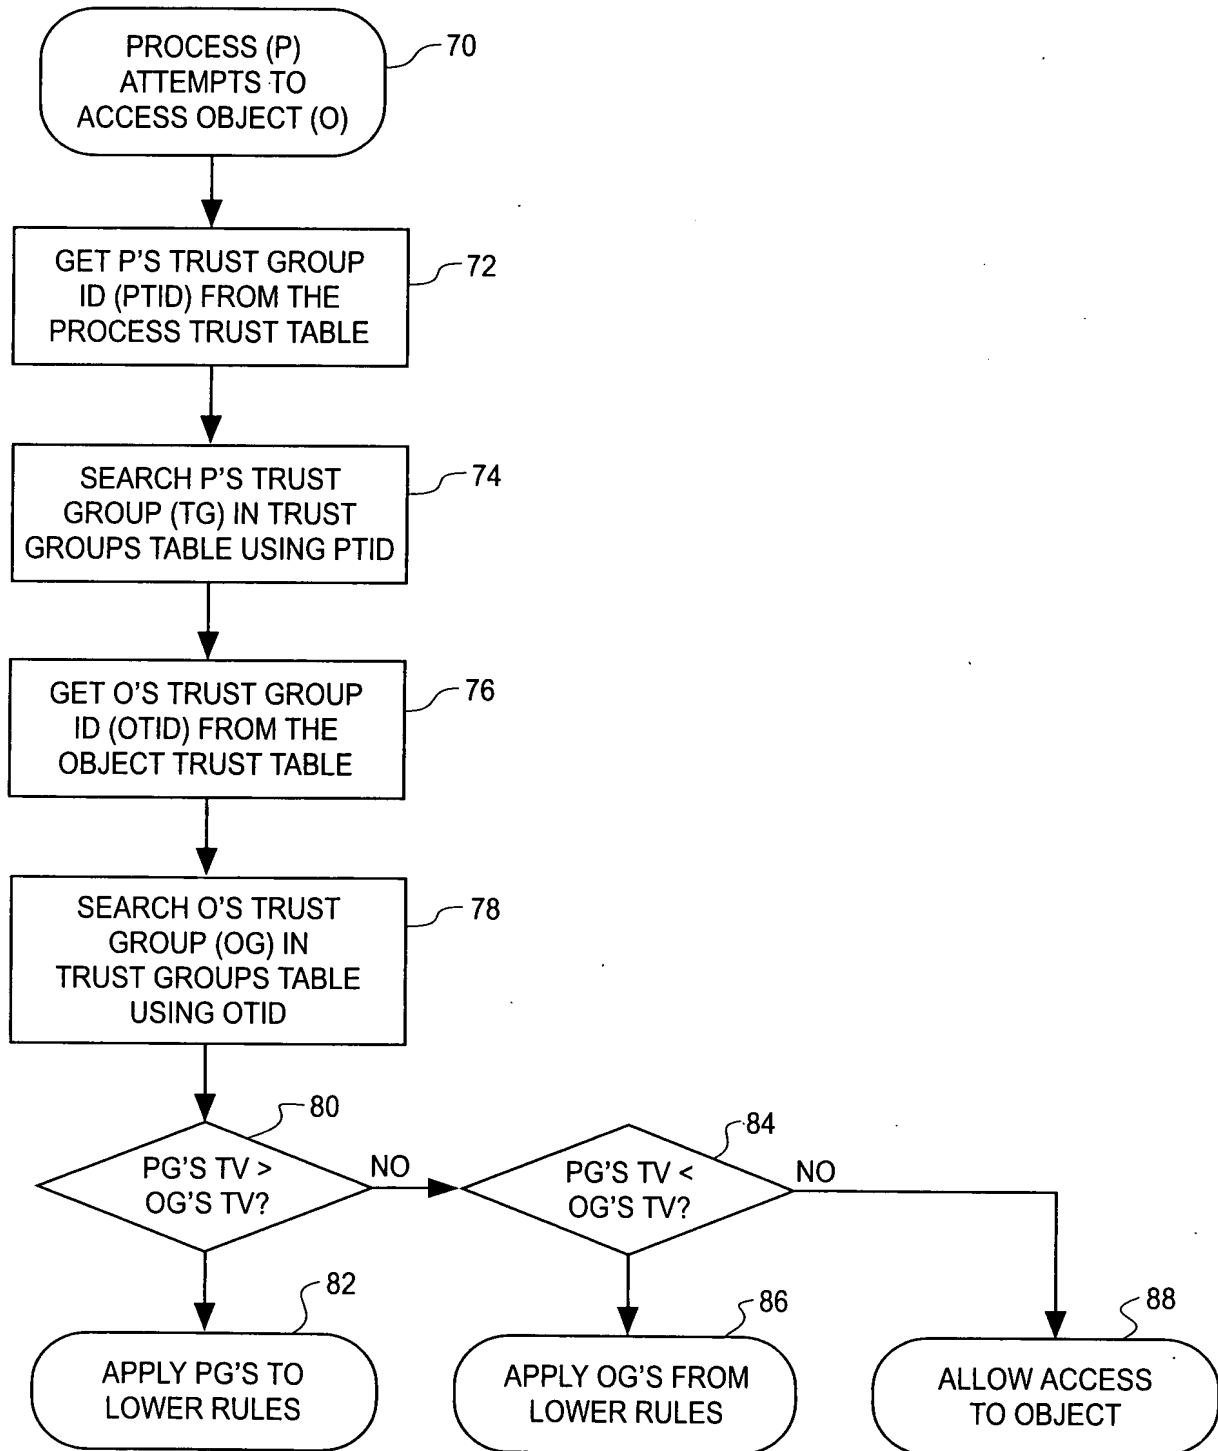 PROCESS (P)
ATTEMPTS TO
ACCESS OBJECT (O)
70
GET P'S TRUST GROUP
ID (PTID) FROM THE
PROCESS TRUST TABLE
72
SEARCH P'S TRUST
GROUP (TG) IN TRUST
GROUPS TABLE USING PTID
74
GET O'S TRUST GROUP
ID (OTID) FROM THE
OBJECT TRUST TABLE
76
SEARCH O'S TRUST
GROUP (OG) IN
TRUST GROUPS TABLE
USING OTID
78
PG'S TV >
OG'S TV?
80
NO
PG'S TV <
OG'S TV?
84
NO
APPLY PG'S TO
LOWER RULES
82
APPLY OG'S FROM
LOWER RULES
86
ALLOW ACCESS
TO OBJECT
88